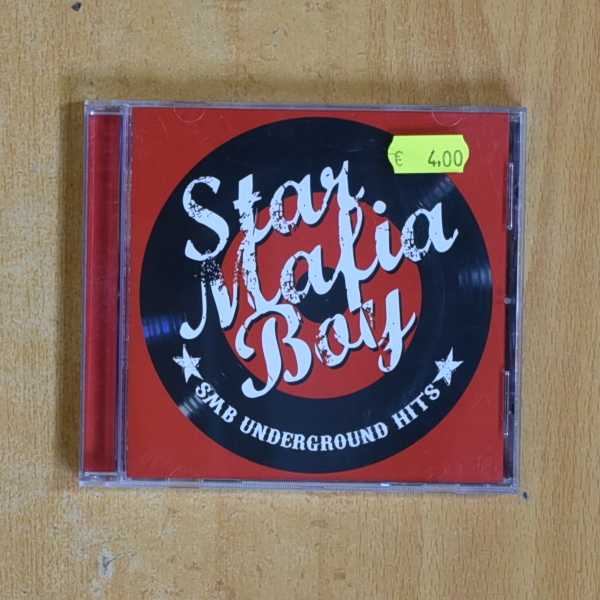 € 4,00
Star
Mafia
Boy
SMB UNDERGROUND HITS